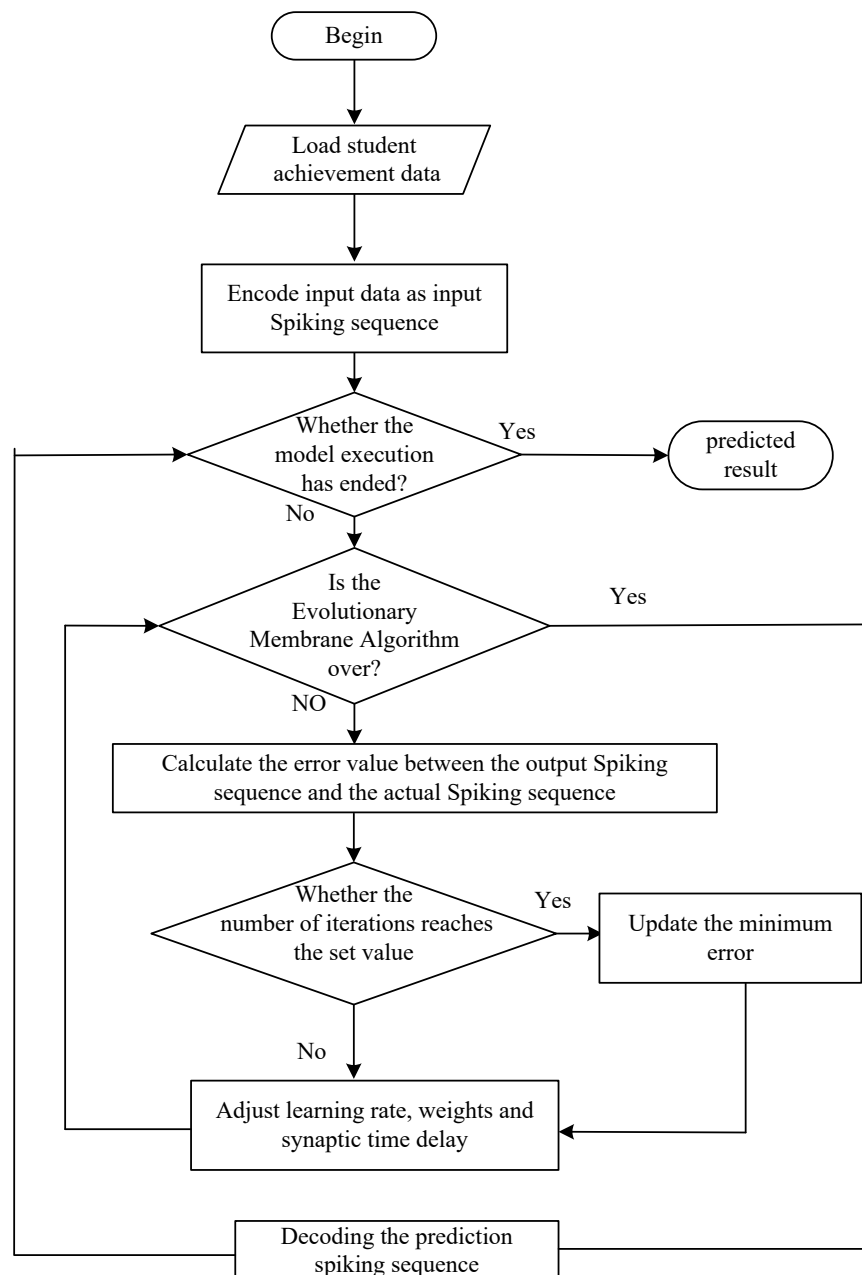 Begin
Load student
achievement data
Encode input data as input
Spiking sequence
Whether the
model execution
has ended?
Yes
predicted
result
No
Is the
Evolutionary
Membrane Algorithm
over?
Yes
NO
Calculate the error value between the output Spiking
sequence and the actual Spiking sequence
Whether the
number of iterations reaches
the set value
Yes
Update the minimum
error
No
Adjust learning rate, weights and
synaptic time delay
Decoding the prediction
spiking sequence